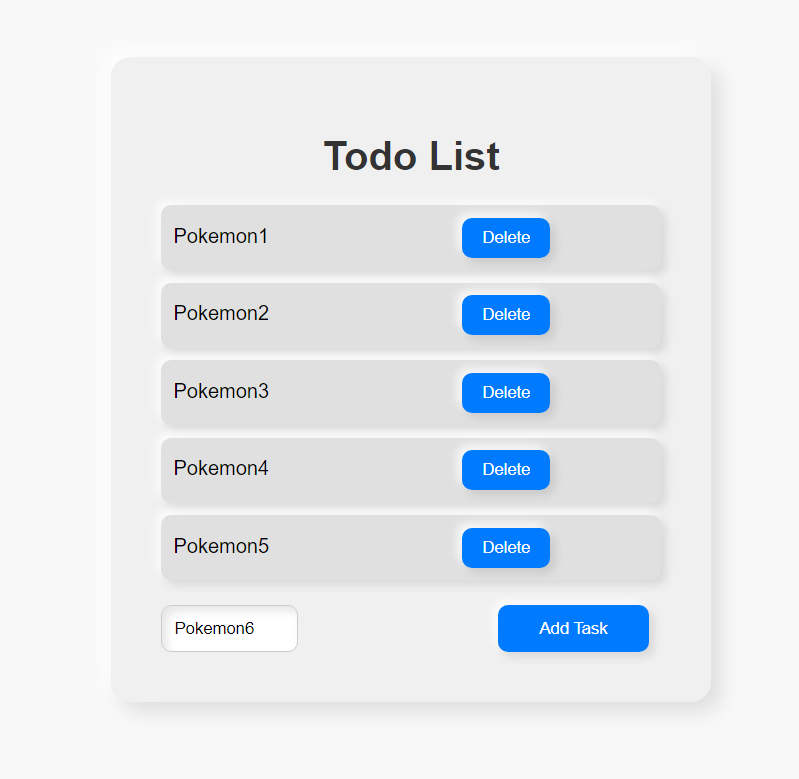 Todo List
Pokemon1 Delete
Pokemon2 Delete
Pokemon3 Delete
Pokemon4 Delete
Pokemon5 Delete
Pokemon6 Add Task